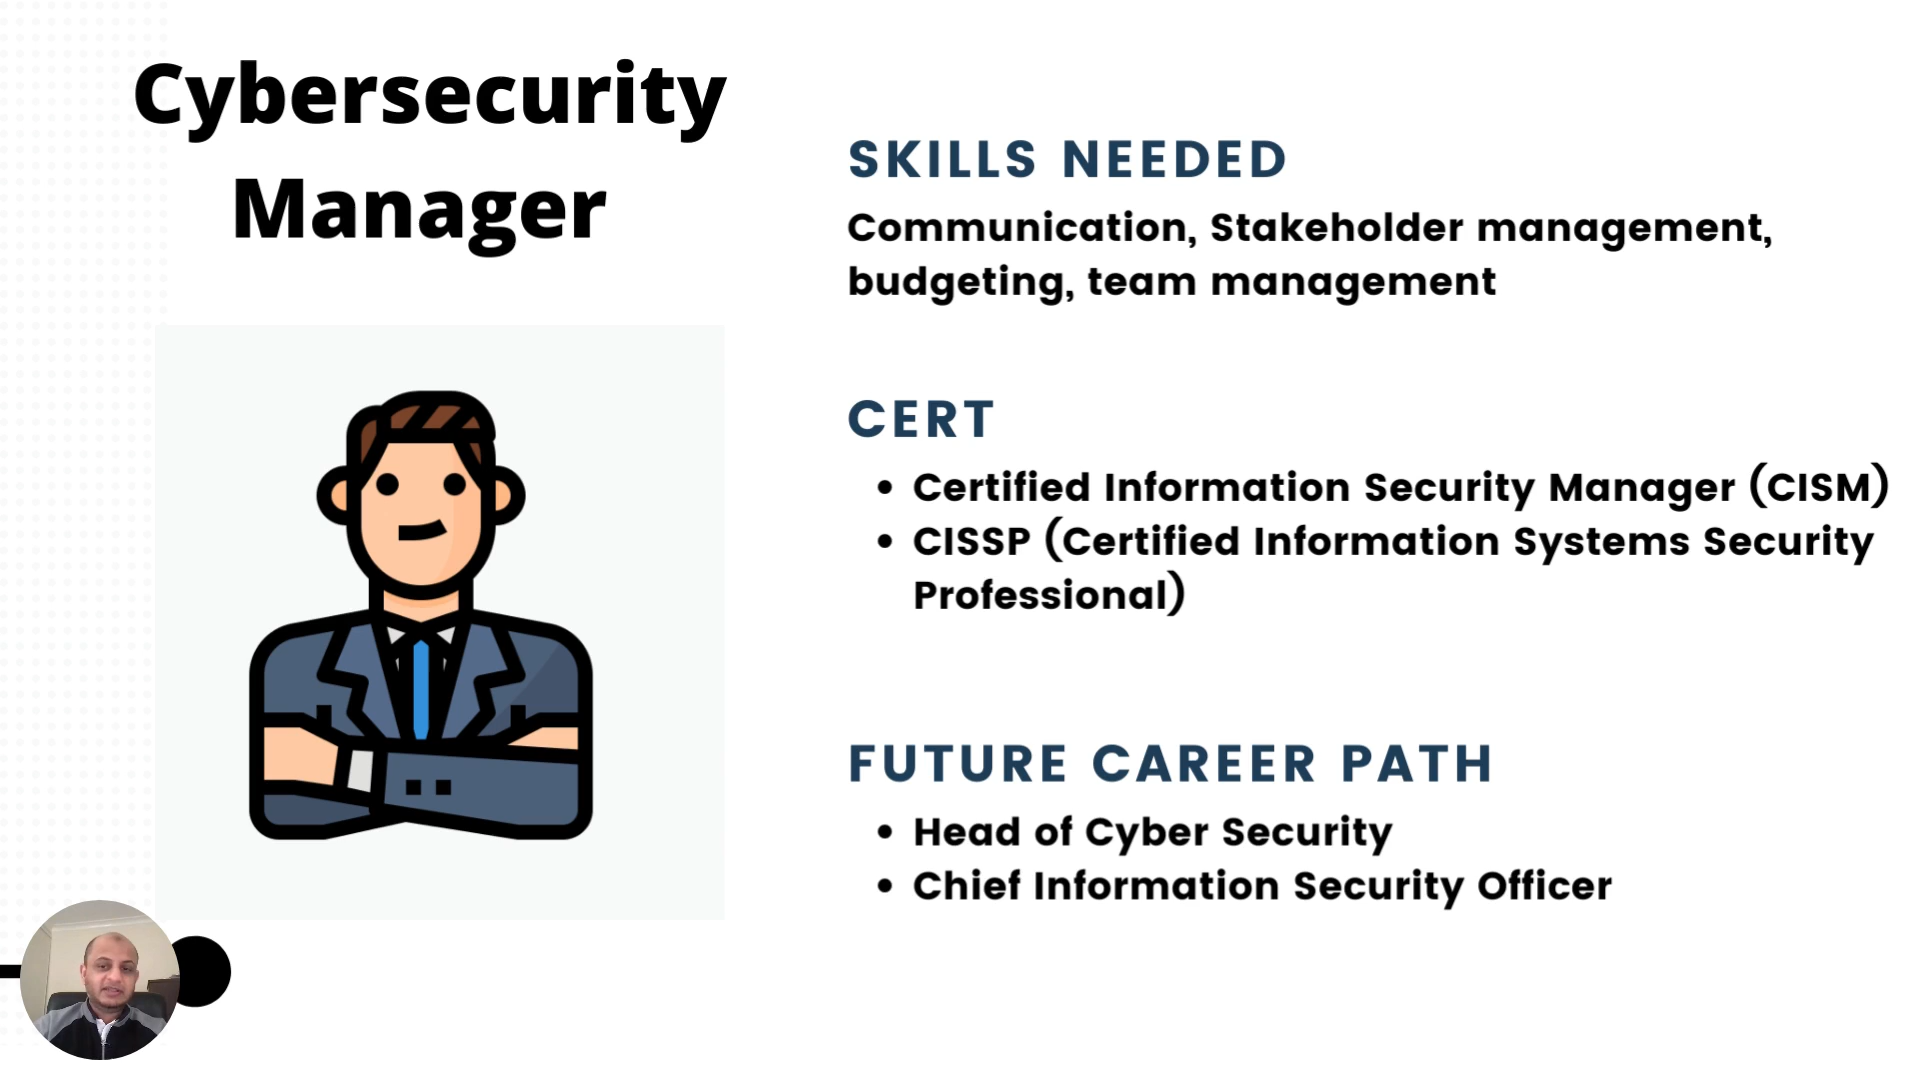 Cybersecurity
Manager
SKILLS NEEDED
Communication, Stakeholder management,
budgeting, team management
CERT
• Certified Information Security Manager (CISM)
• CISSP (Certified Information Systems Security
Professional)
FUTURE CAREER PATH
• Head of Cyber Security
• Chief Information Security Officer